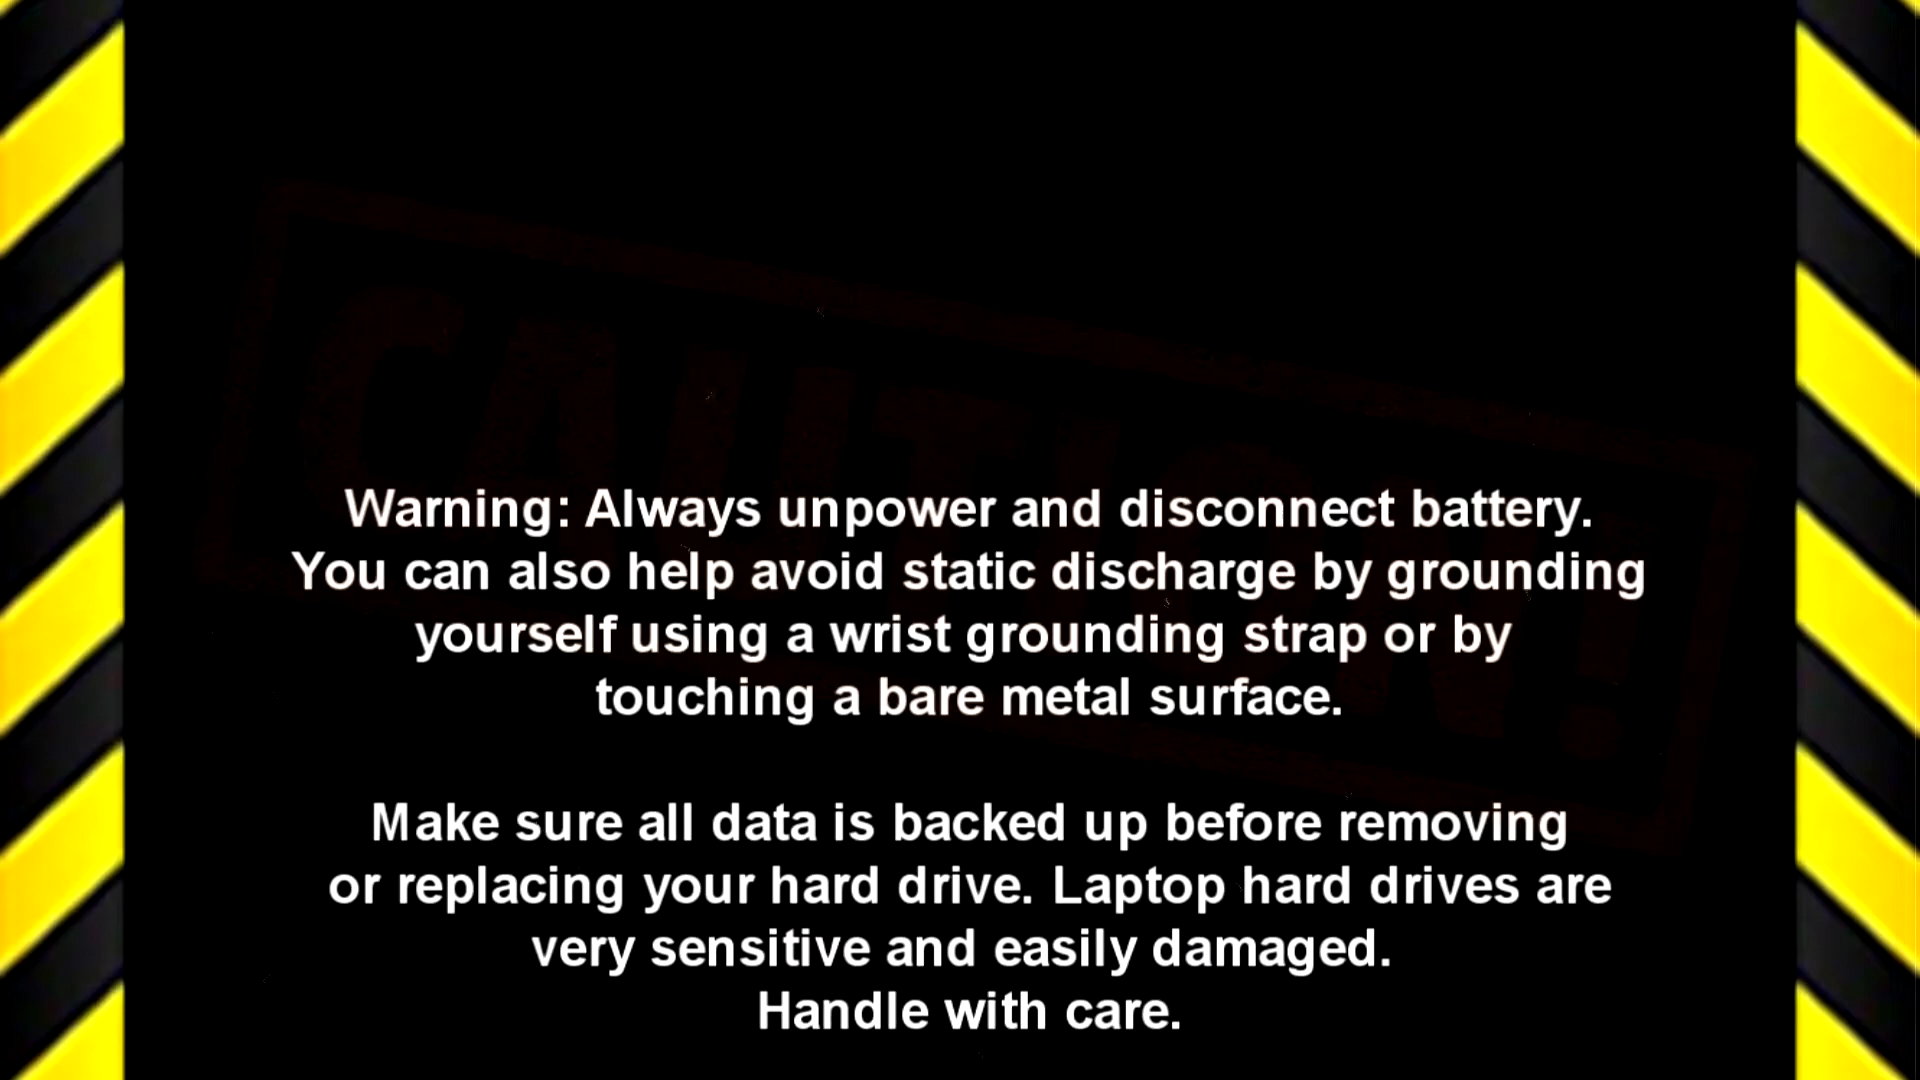 CAUTION!
Warning: Always unpower and disconnect battery.
You can also help avoid static discharge by grounding
yourself using a wrist grounding strap or by
touching a bare metal surface.
Make sure all data is backed up before removing
or replacing your hard drive. Laptop hard drives are
very sensitive and easily damaged.
Handle with care.